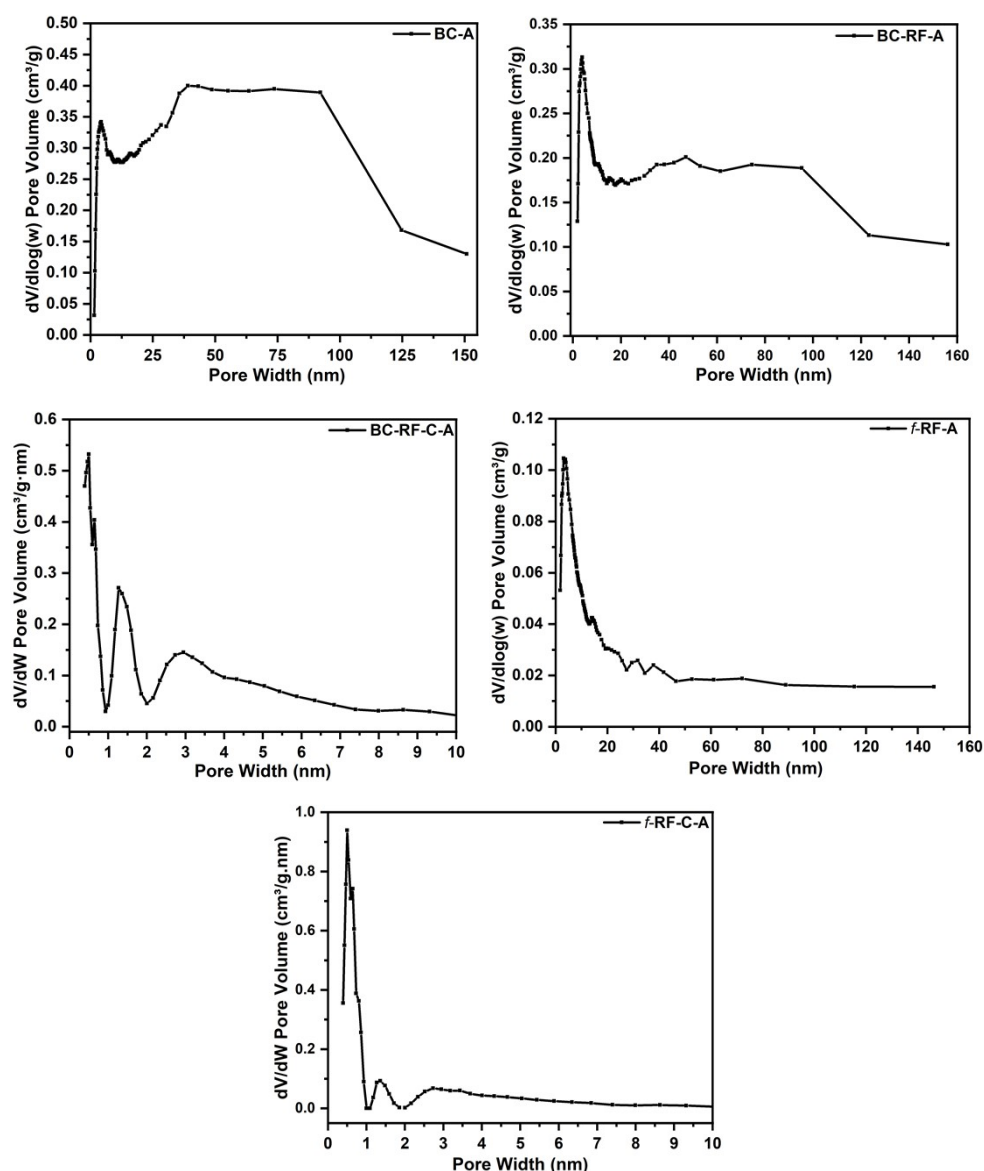 BC-A
dV/dlog(w) Pore Volume (cm³/g)
0.50
0.45
0.40
0.35
0.30
0.25
0.20
0.15
0.10
0.05
0.00
0 25 50 75 100 125 150
Pore Width (nm)
BC-RF-A
dV/dlog(w) Pore Volume (cm³/g)
0.35
0.30
0.25
0.20
0.15
0.10
0.05
0.00
0 20 40 60 80 100 120 140 160
Pore Width (nm)
BC-RF-C-A
dV/dW Pore Volume (cm³/g·nm)
0.6
0.5
0.4
0.3
0.2
0.1
0.0
0 1 2 3 4 5 6 7 8 9 10
Pore Width (nm)
f-RF-A
dV/dlog(w) Pore Volume (cm³/g)
0.12
0.10
0.08
0.06
0.04
0.02
0.00
0 20 40 60 80 100 120 140 160
Pore Width (nm)
f-RF-C-A
dV/dW Pore Volume (cm³/g.nm)
1.0
0.8
0.6
0.4
0.2
0.0
0 1 2 3 4 5 6 7 8 9 10
Pore Width (nm)